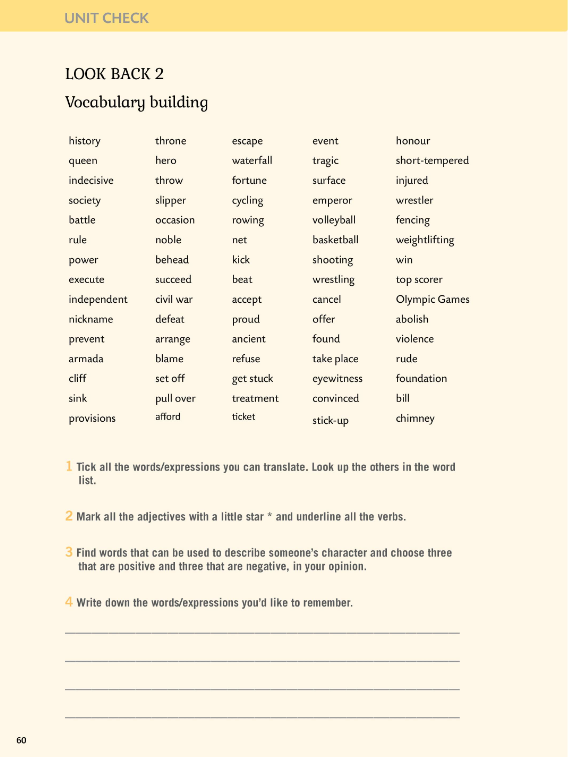 UNIT CHECK
LOOK BACK 2
Vocabulary building
history throne escape event honour
queen hero waterfall tragic short-tempered
indecisive throw fortune surface injured
society slipper cycling emperor wrestler
battle occasion rowing volleyball fencing
rule noble net basketball weightlifting
power behead kick shooting win
execute succeed beat wrestling top scorer
independent civil war accept cancel Olympic Games
nickname defeat proud offer abolish
prevent arrange ancient found violence
armada blame refuse take place rude
cliff set off get stuck eyewitness foundation
sink pull over treatment convinced bill
provisions afford ticket stick-up chimney
1 Tick all the words/expressions you can translate. Look up the others in the word
list.
2 Mark all the adjectives with a little star * and underline all the verbs.
3 Find words that can be used to describe someone's character and choose three
that are positive and three that are negative, in your opinion.
4 Write down the words/expressions you'd like to remember.
60